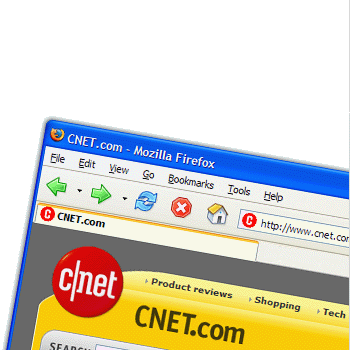 CNET.com - Mozilla Firefox
File Edit View Go Bookmarks Tools Help
C http://www.cnet.com
C CNET.com
c|net
Product reviews Shopping Tech
CNET.com
SEARCH